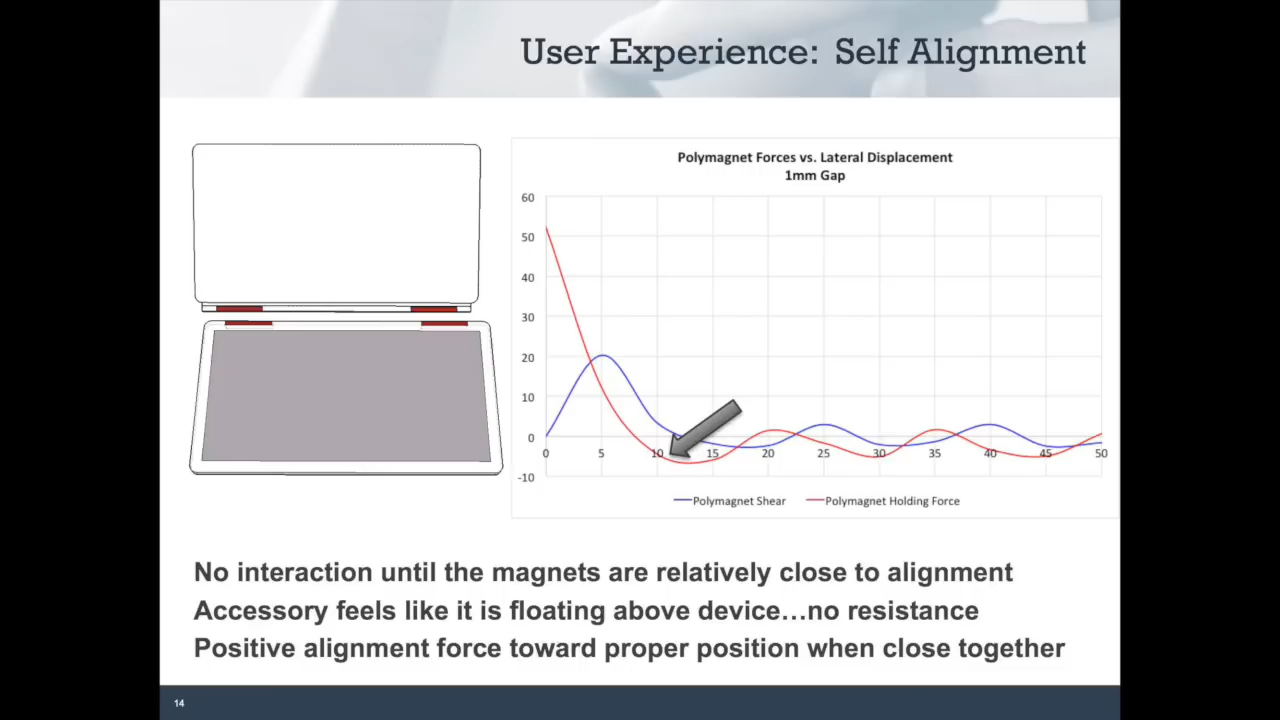 User Experience: Self Alignment
Polymagnet Forces vs. Lateral Displacement
1mm Gap
60
50
40
30
20
10
0
-10
0 5 10 15 20 25 30 35 40 45 50
Polymagnet Shear Polymagnet Holding Force
No interaction until the magnets are relatively close to alignment
Accessory feels like it is floating above device...no resistance
Positive alignment force toward proper position when close together
14